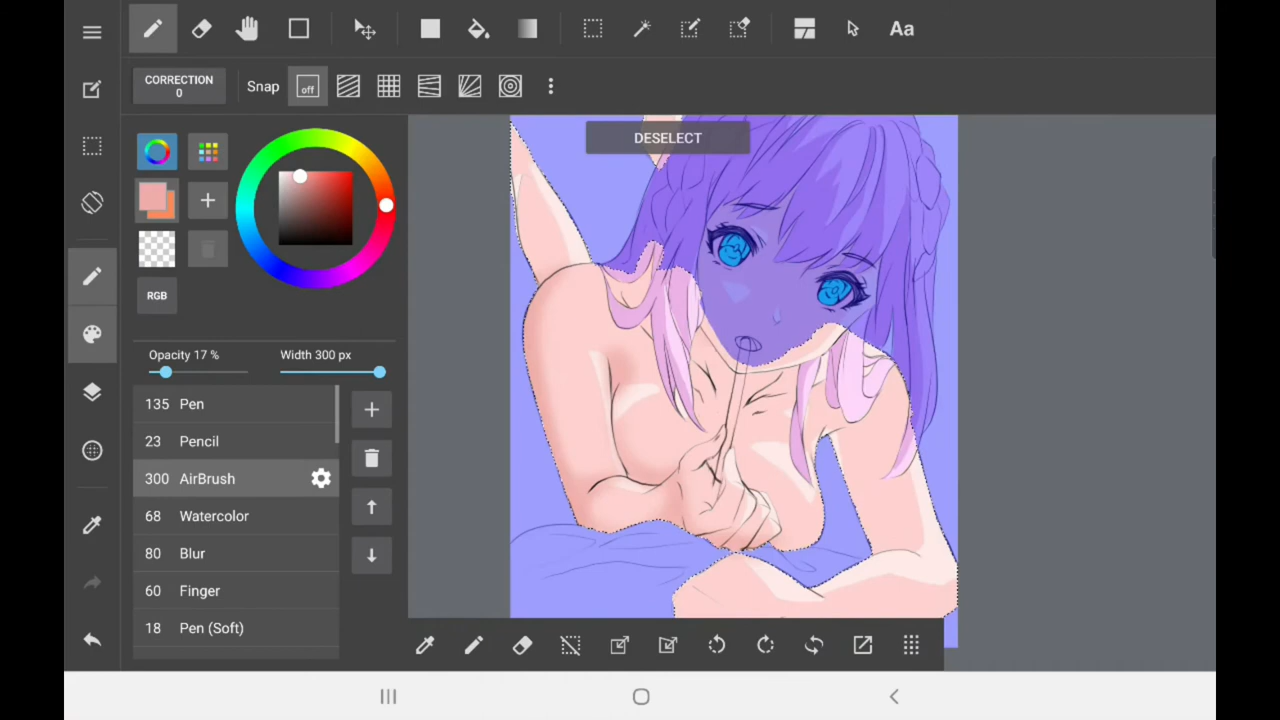 Aa
CORRECTION
0
Snap
off
DESELECT
RGB
Opacity 17 %
Width 300 px
135 Pen
23 Pencil
300 AirBrush
68 Watercolor
80 Blur
60 Finger
18 Pen (Soft)